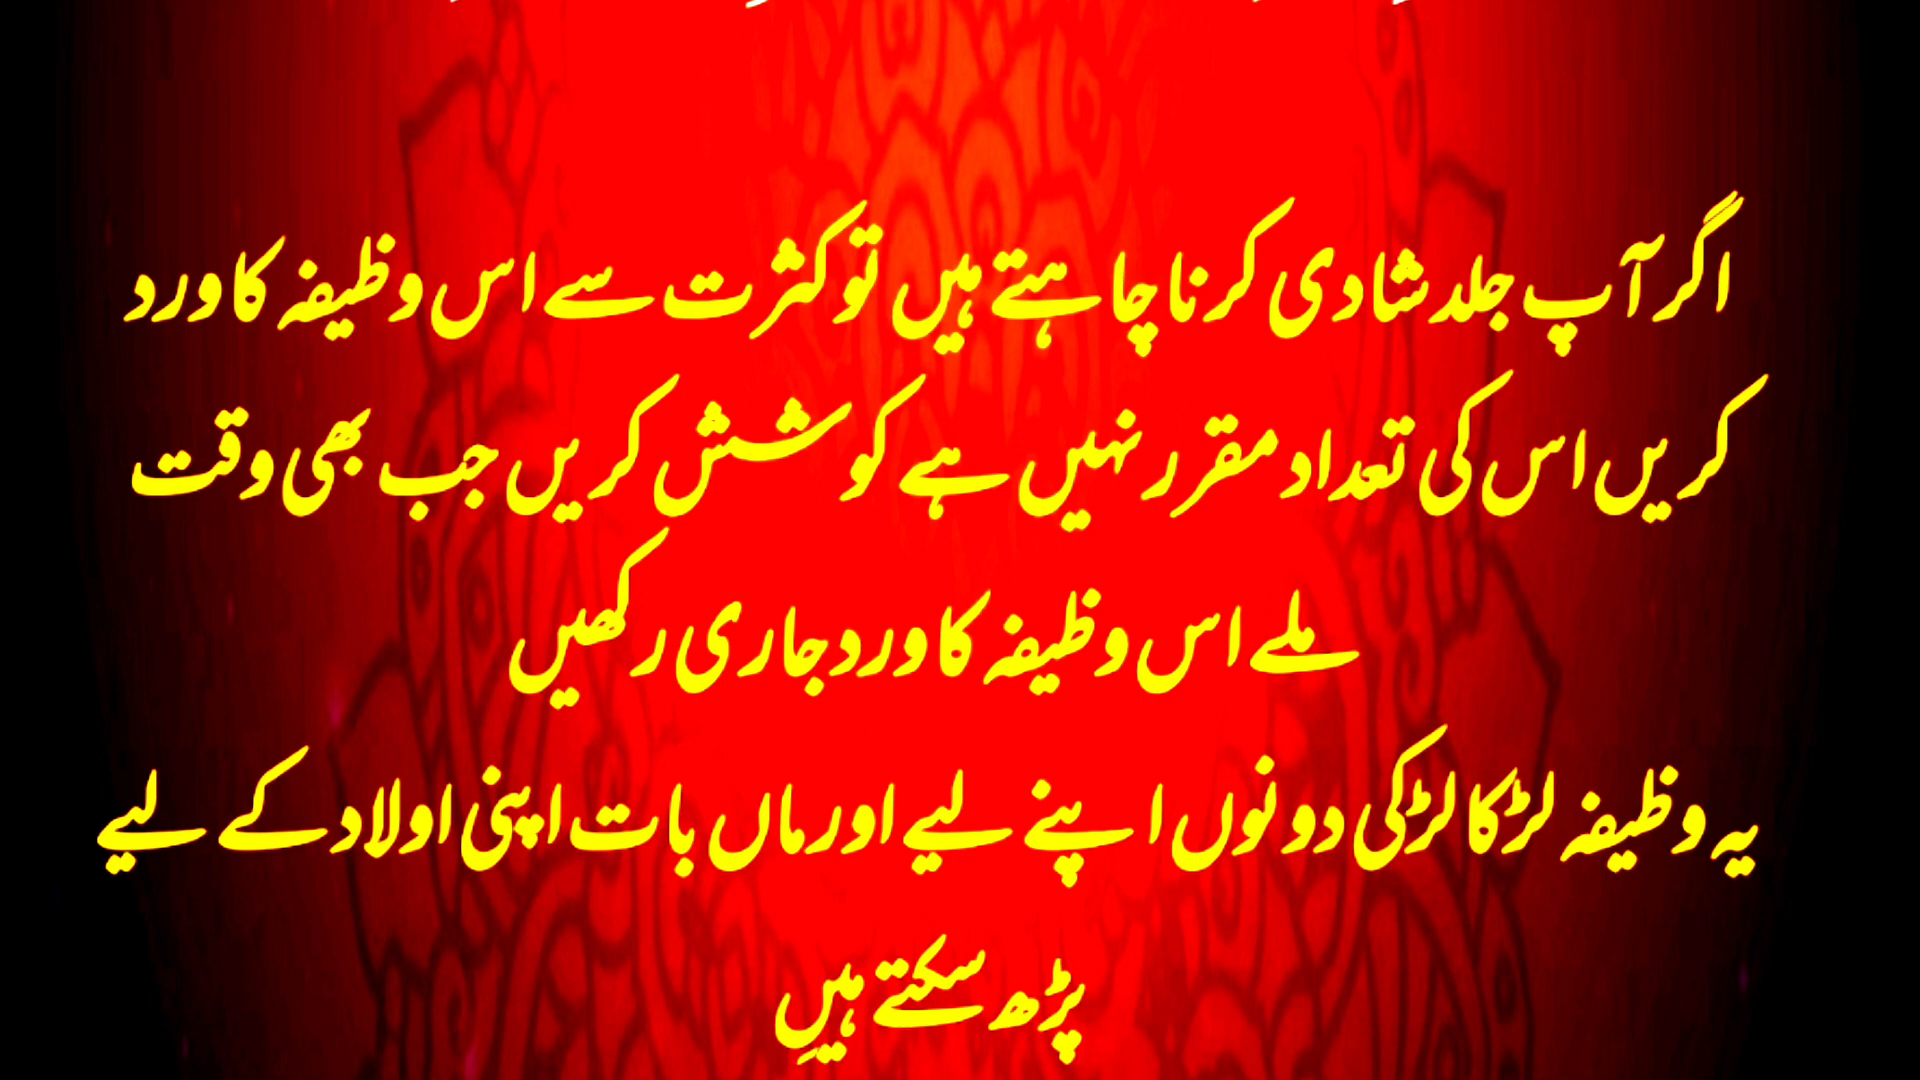 اگر آپ جلد شادی کرنا چاہتے ہیں تو کثرت سے اس وظیفہ کا ورد
کریں اس کی تعداد مقرر نہیں ہے کوشش کریں جب بھی وقت
ملے اس وظیفہ کا ورد جاری رکھیں
یہ وظیفہ لڑکا لڑکی دونوں اپنے لیے اور ماں بات اپنی اولاد کے لیے
پڑھ سکتے ہیںِ